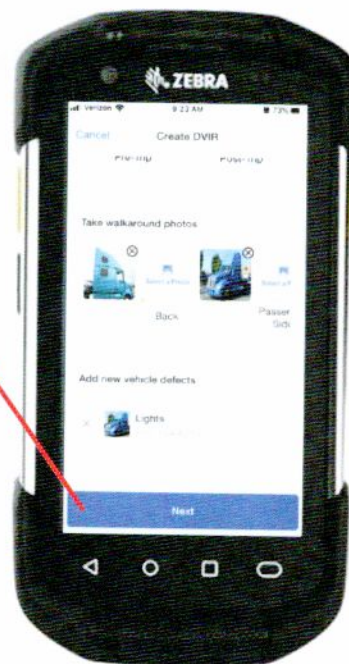 ZEBRA
Verizon 9:23 AM 73%
Cancel Create DVIR
Pre-Trip Post-Trip
Take walkaround photos
Back
Add new vehicle defects
Lights
Next